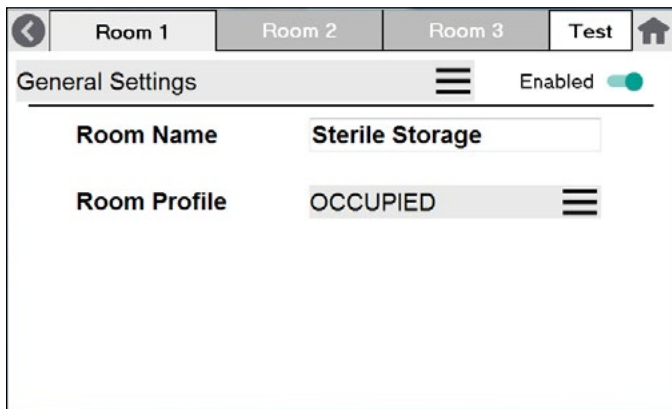 Room 1 Room 2 Room 3 Test
General Settings Enabled
Room Name Sterile Storage
Room Profile OCCUPIED